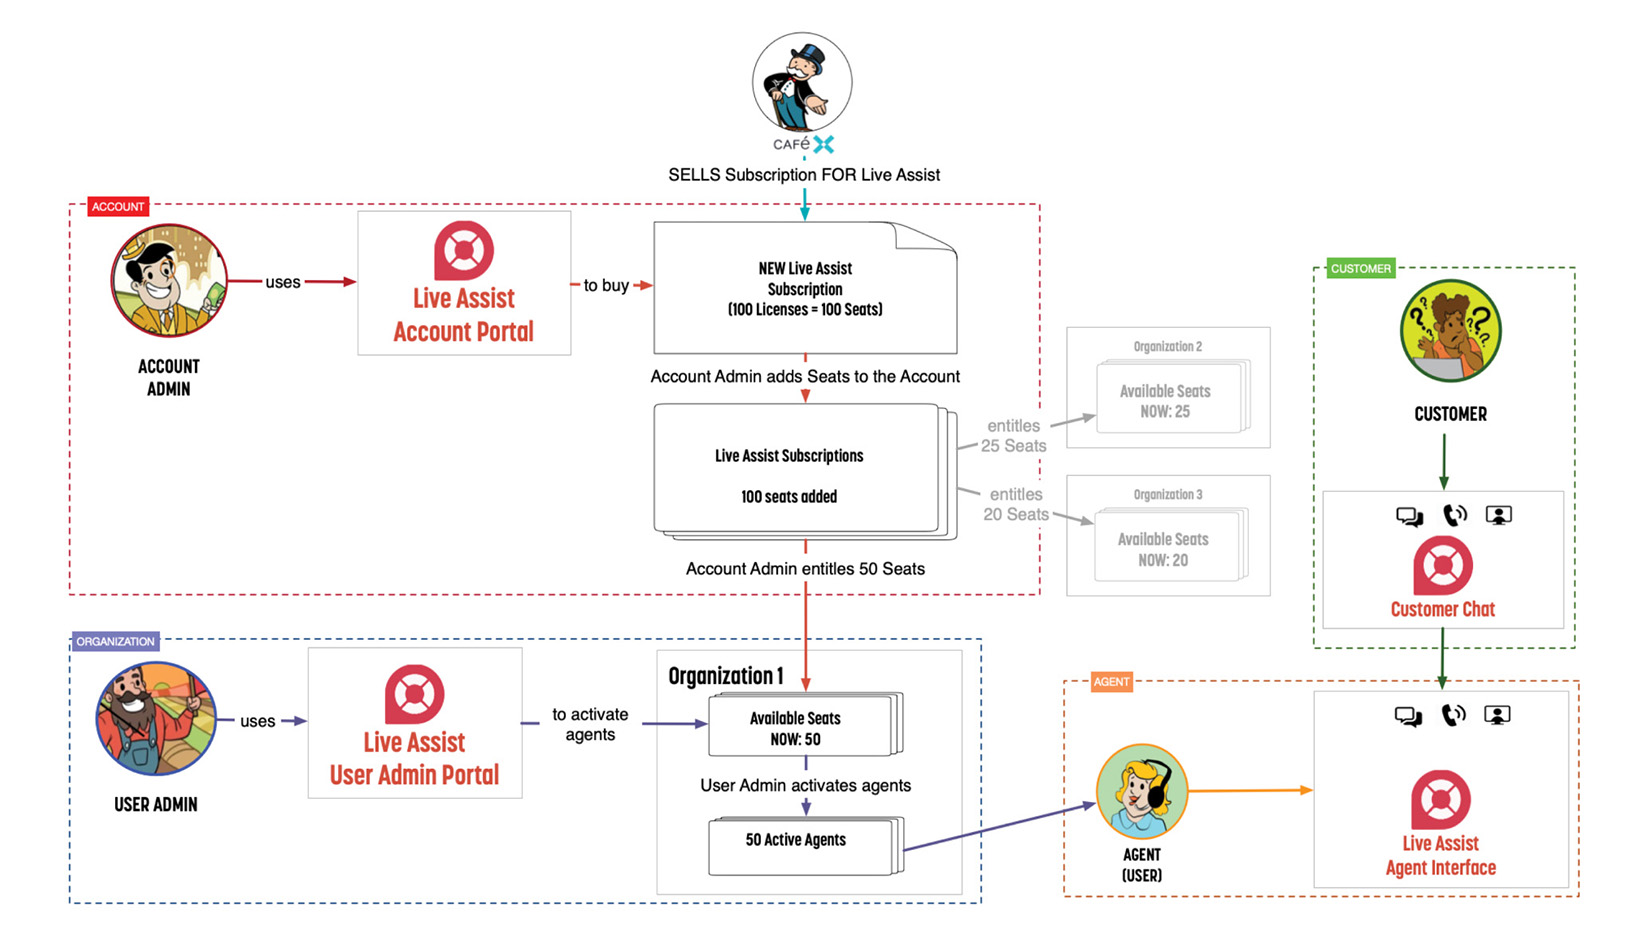 CAFé X
SELLS Subscription FOR Live Assist
ACCOUNT
uses
Live Assist
Account Portal
to buy
NEW Live Assist
Subscription
(100 Licenses = 100 Seats)
ACCOUNT
ADMIN
Account Admin adds Seats to the Account
Live Assist Subscriptions
100 seats added
entitles
25 Seats
Organization 2
Available Seats
NOW: 25
entitles
20 Seats
Organization 3
Available Seats
NOW: 20
Account Admin entitles 50 Seats
CUSTOMER
CUSTOMER
Customer Chat
ORGANIZATION
uses
Live Assist
User Admin Portal
to activate
agents
USER ADMIN
Organization 1
Available Seats
NOW: 50
User Admin activates agents
50 Active Agents
AGENT
AGENT
(USER)
Live Assist
Agent Interface